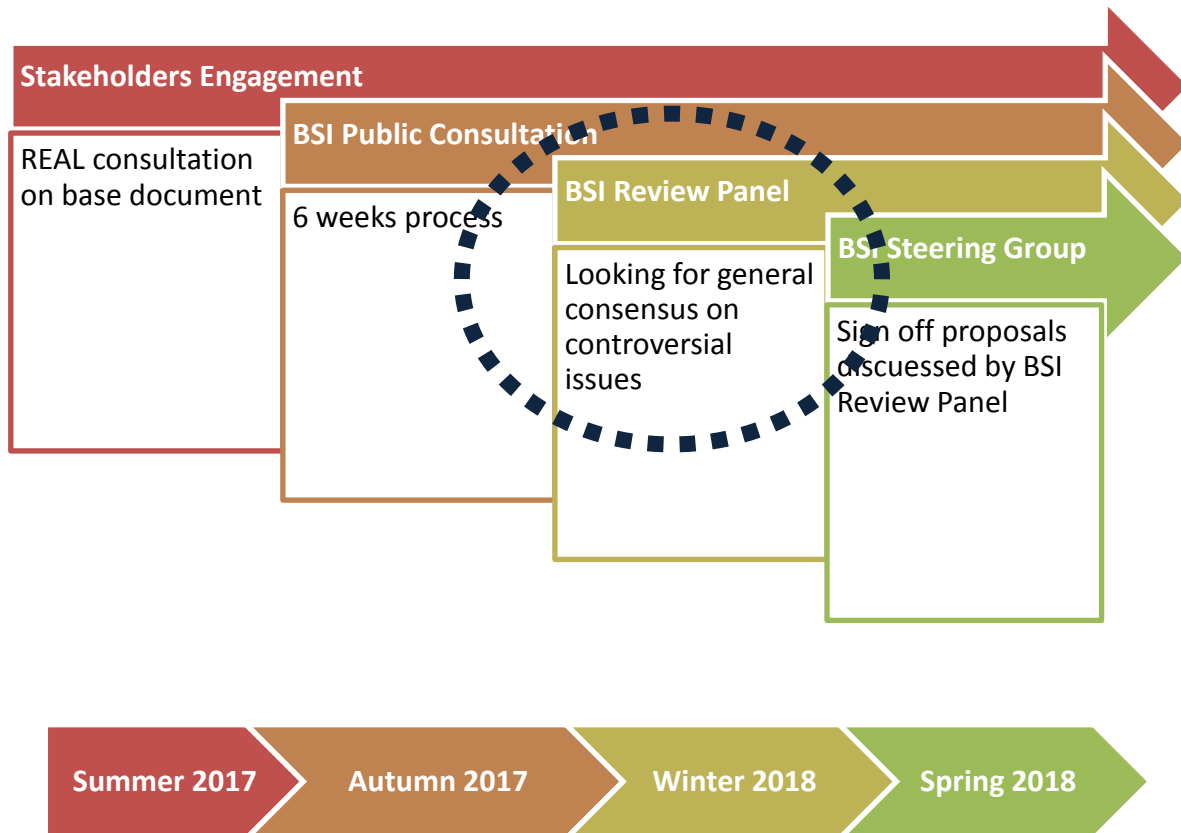 Stakeholders Engagement
REAL consultation
on base document
BSI Public Consultation
6 weeks process
BSI Review Panel
Looking for general
consensus on
controversial
issues
BSI Steering Group
Sign off proposals
discuessed by BSI
Review Panel
Summer 2017
Autumn 2017
Winter 2018
Spring 2018